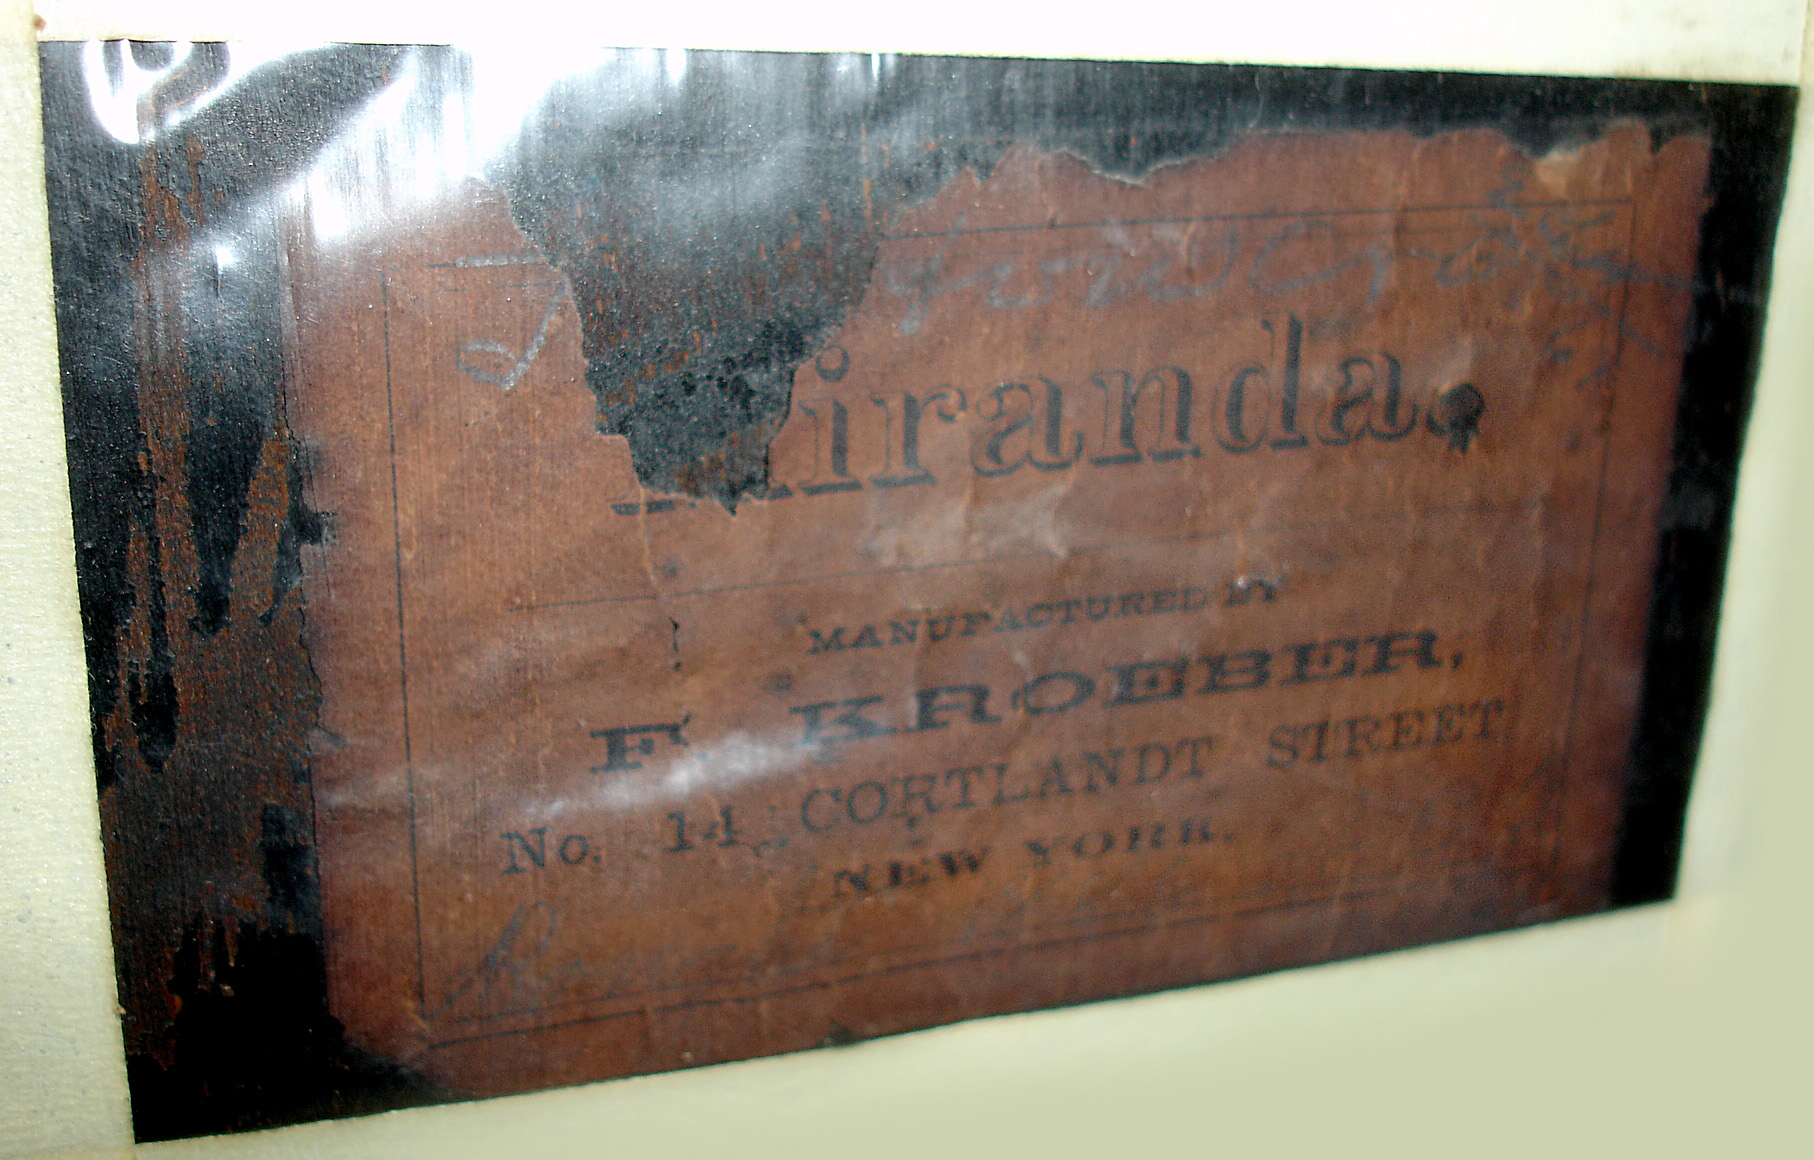 iranda.
MANUFACTURED BY
F. KROEBER,
No. 14 CORTLANDT STREET
NEW YORK.